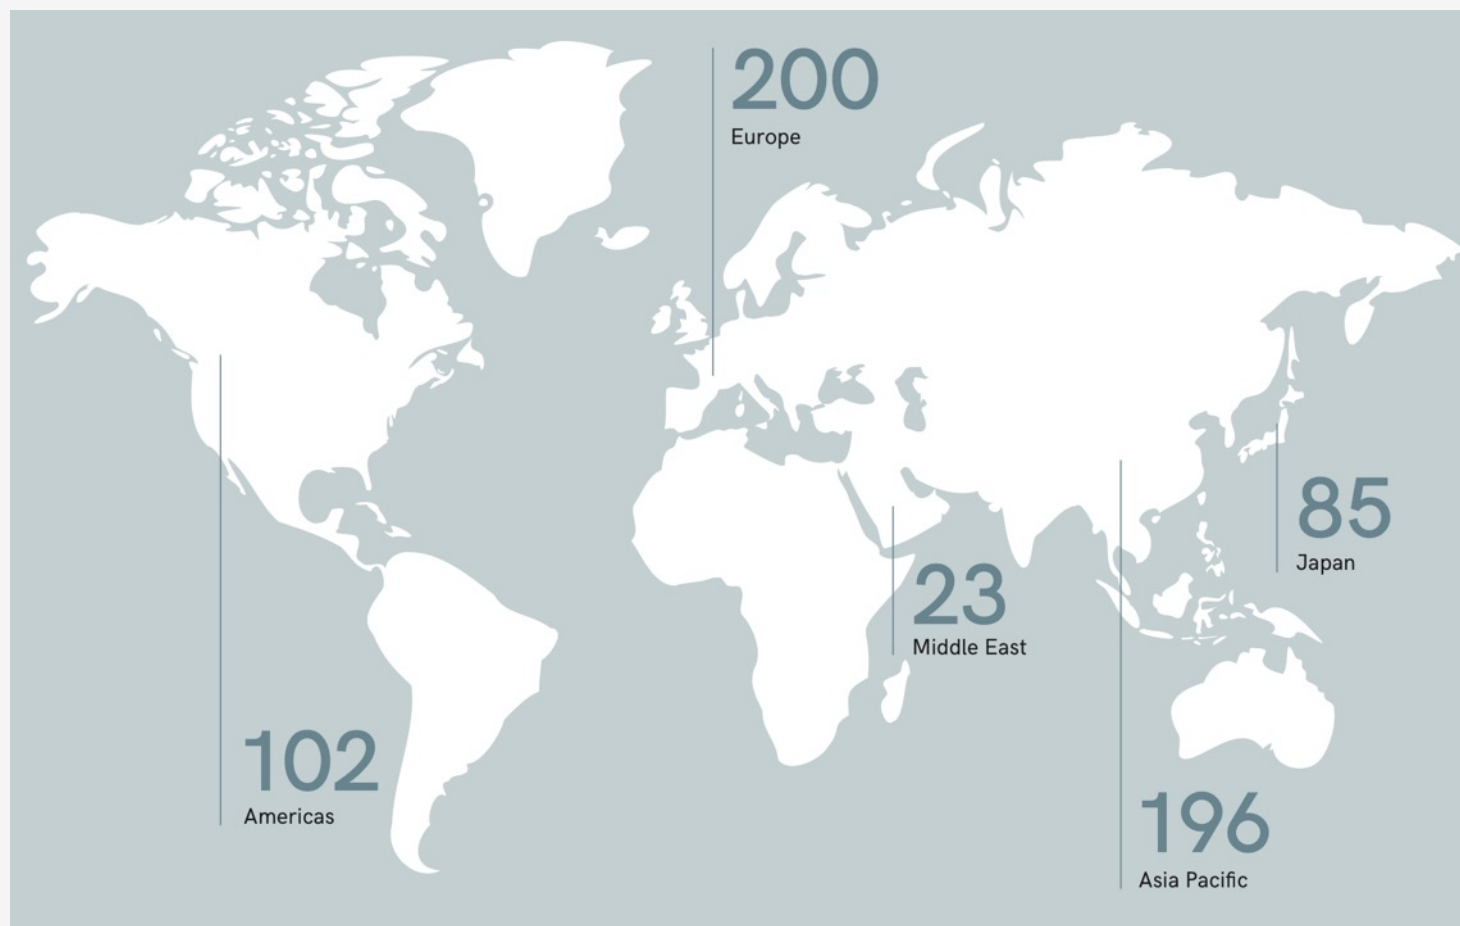 200
Europe
85
Japan
23
Middle East
102
Americas
196
Asia Pacific